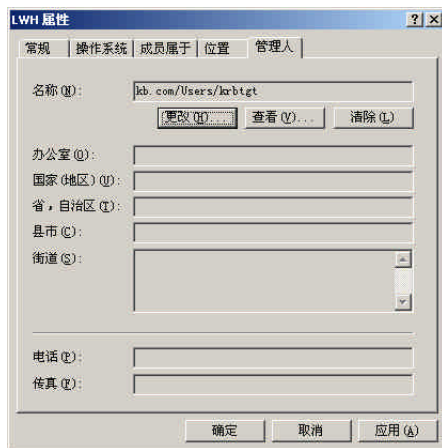 LWH 属性
常规 操作系统 成员属于 位置 管理人
名称(N): kb.com/Users/krbtgt
更改(H)... 查看(V)... 清除(L)
办公室(O):
国家(地区)(U):
省，自治区(T):
县市(C):
街道(S):
电话(P):
传真(F):
确定 取消 应用(A)